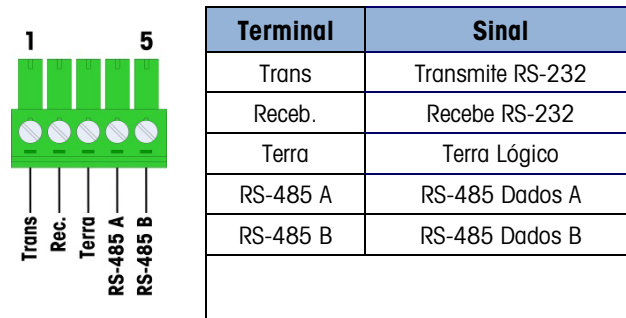 1 5
Trans
Rec.
Terra
RS-485 A
RS-485 B
Terminal Sinal
Trans Transmite RS-232
Receb. Recebe RS-232
Terra Terra Lógico
RS-485 A RS-485 Dados A
RS-485 B RS-485 Dados B